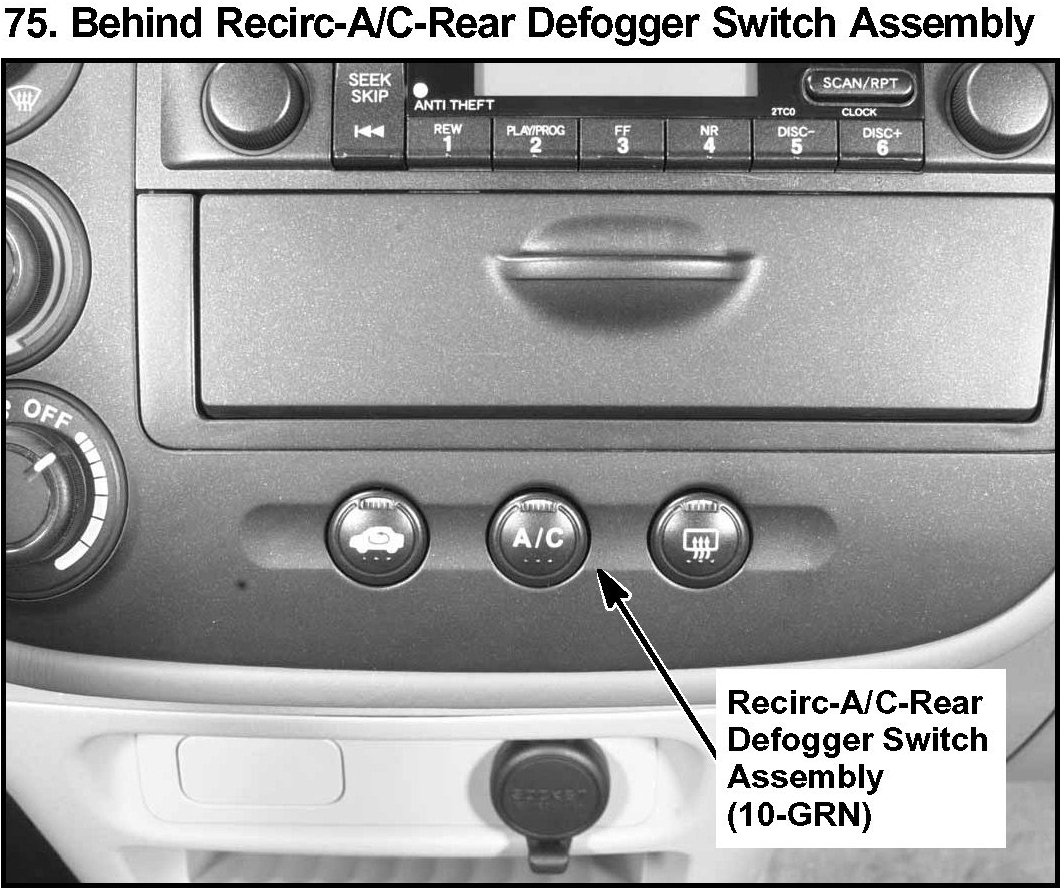 75. Behind Recirc-A/C-Rear Defogger Switch Assembly
SEEK
SKIP
ANTI THEFT
SCAN/RPT
2TC0
CLOCK
REW
1
PLAY/PROG
2
FF
3
NR
4
DISC-
5
DISC+
6
OFF
A/C
Recirc-A/C-Rear
Defogger Switch
Assembly
(10-GRN)